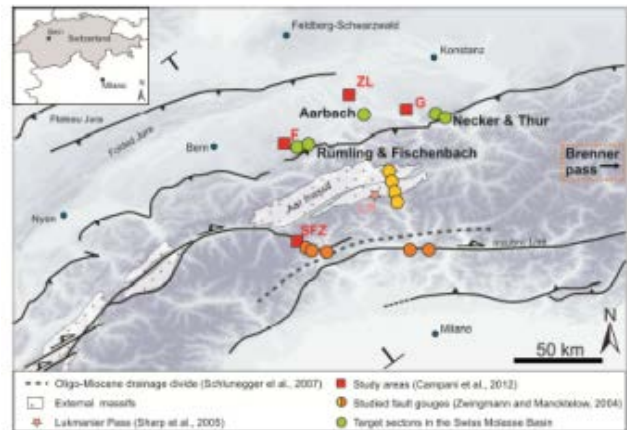 Feldberg-Schwarzwald
Switzerland
Bern
Milano
N
Konstanz
ZL
Aarbach
G
Necker & Thur
Plateau Jura
Folded Jura
F
Bern
Rümling & Fischenbach
Brenner
pass
Aar massif
Nyon
SFZ
Insubric Line
Milano
N
50 km
Oligo-Miocene drainage divide (Schlunegger et al., 2007)
Study areas (Campani et al., 2012)
External massifs
Studied fault gouges (Zwingmann and Mancktelow, 2004)
Lukmanier Pass (Sharp et al., 2005)
Target sections in the Swiss Molasse Basin